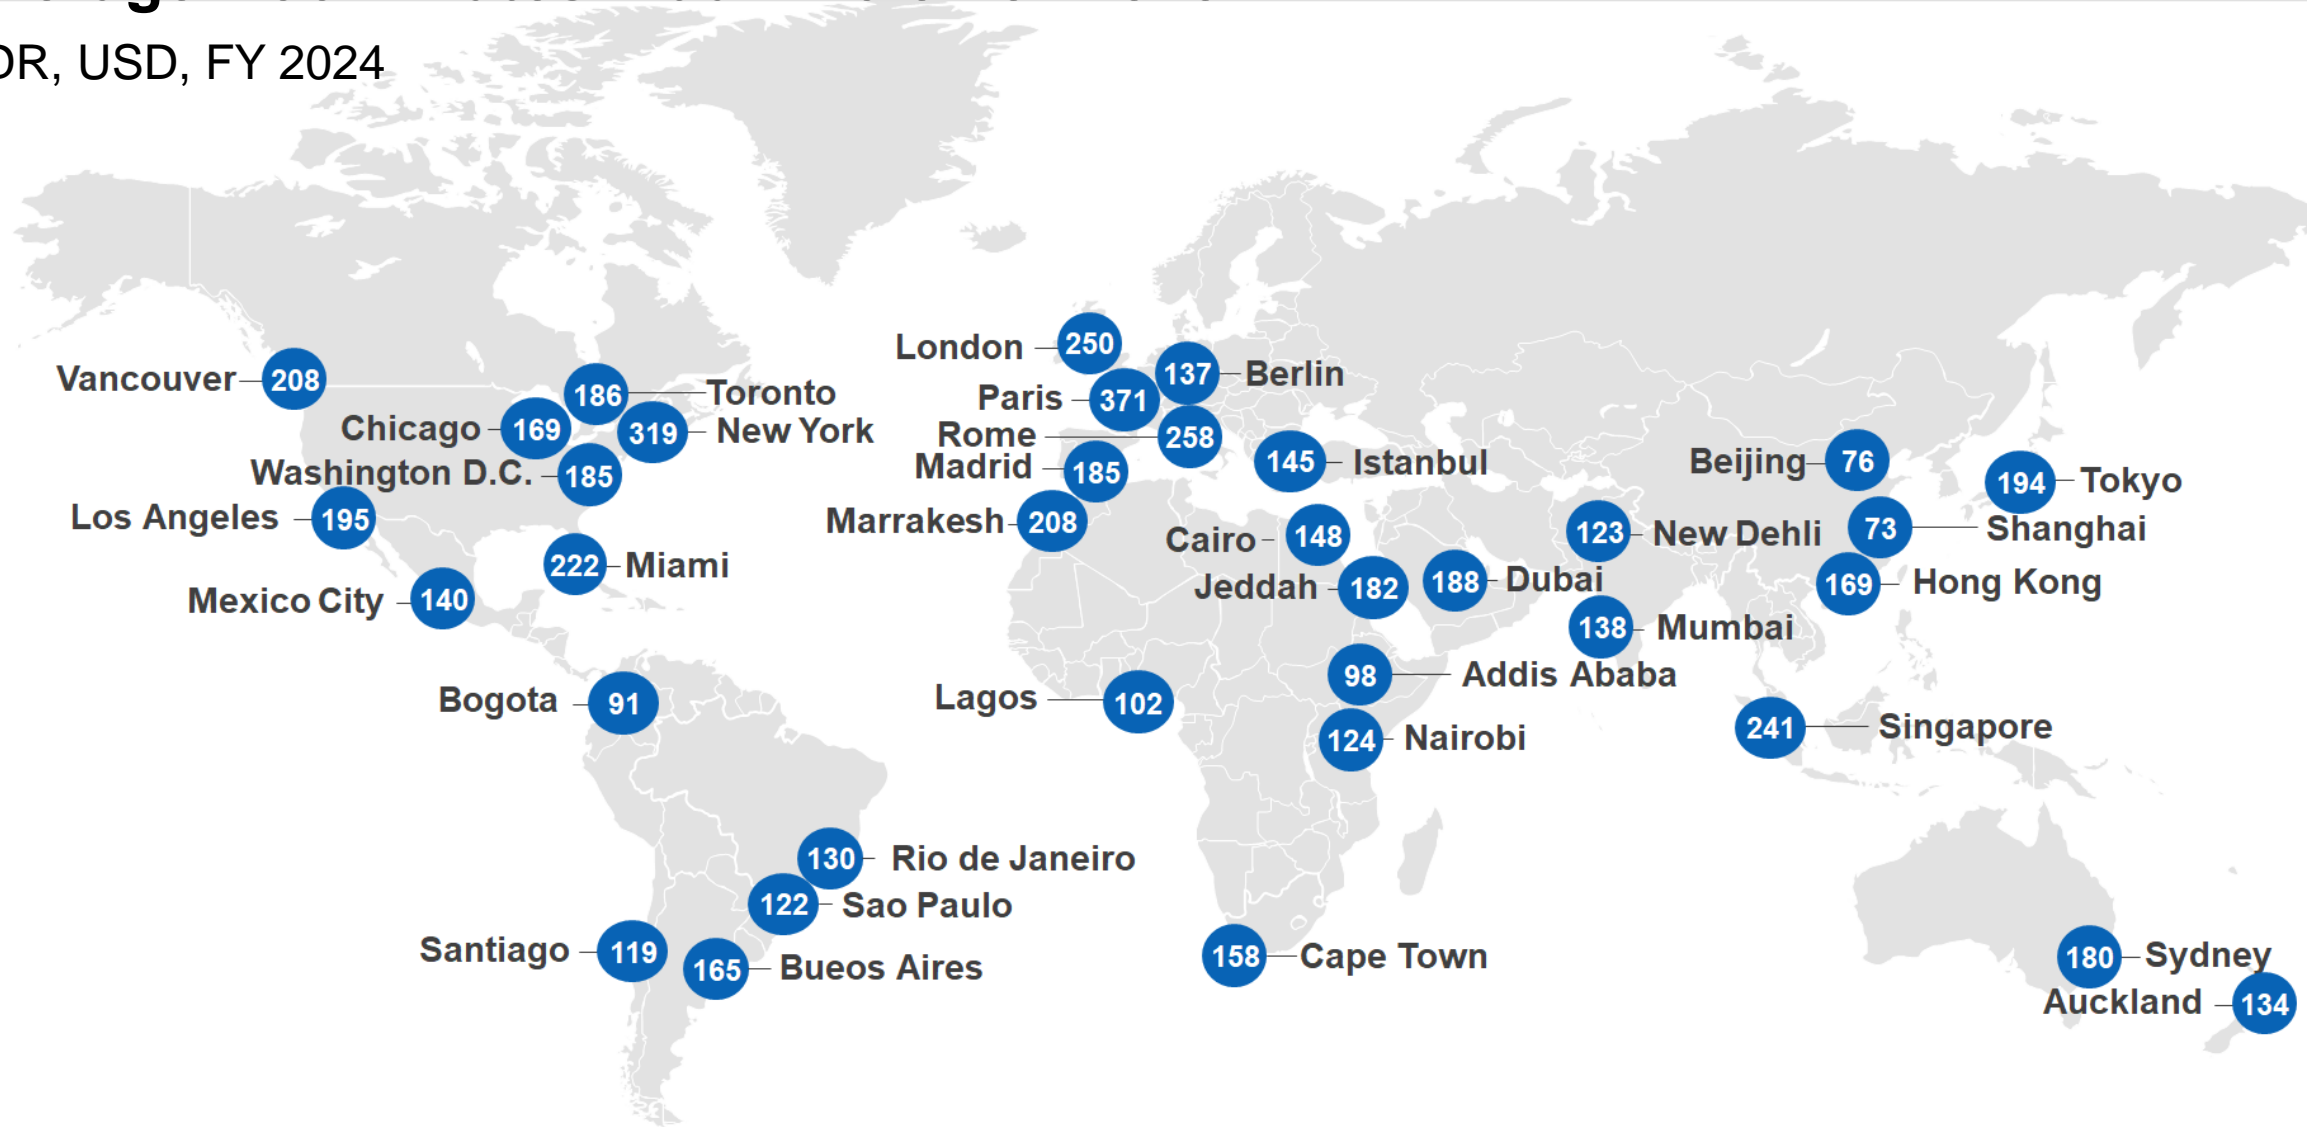 DR, USD, FY 2024
London 250
Vancouver 208
137 Berlin
186 Toronto
Paris 371
Chicago 169
319 New York
Rome 258
Washington D.C. 185
Madrid 185
145 Istanbul
Beijing 76
194 Tokyo
Los Angeles 195
Marrakesh 208
Cairo 148
123 New Dehli
73 Shanghai
222 Miami
Jeddah 182
188 Dubai
169 Hong Kong
Mexico City 140
138 Mumbai
98 Addis Ababa
Bogota 91
Lagos 102
124 Nairobi
241 Singapore
130 Rio de Janeiro
122 Sao Paulo
Santiago 119
165 Bueos Aires
158 Cape Town
180 Sydney
Auckland 134